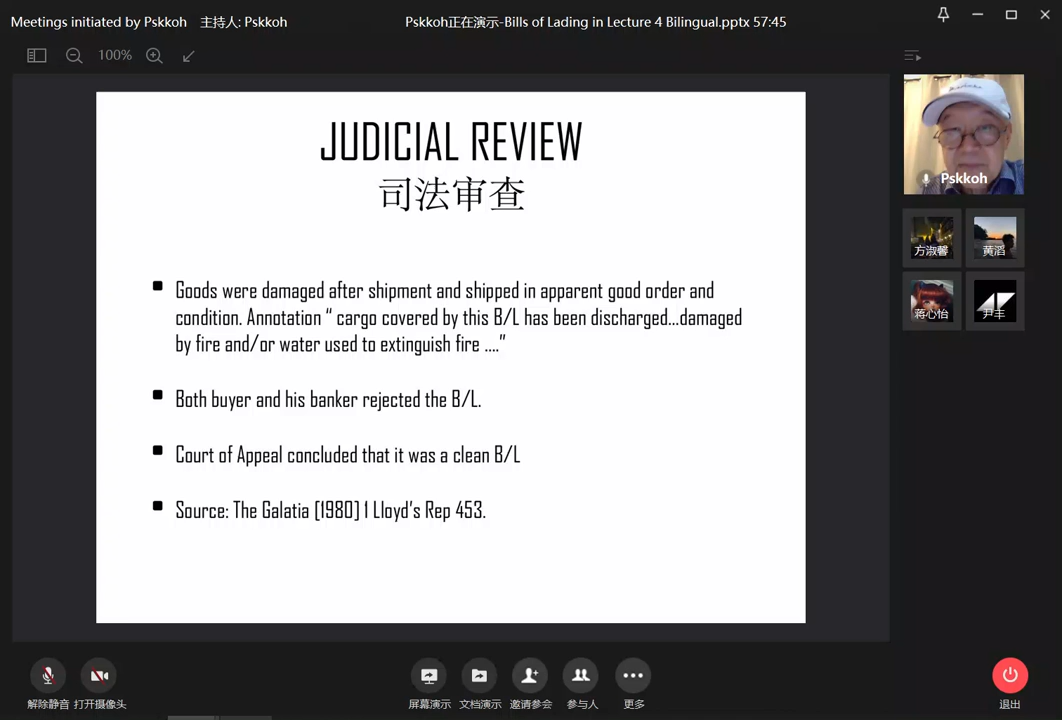 Meetings initiated by Pskkoh 主持人: Pskkoh
Pskkoh正在演示-Bills of Lading in Lecture 4 Bilingual.pptx 57:45
100%
JUDICIAL REVIEW
司法审查
Goods were damaged after shipment and shipped in apparent good order and
condition. Annotation “ cargo covered by this B/L has been discharged...damaged
by fire and/or water used to extinguish fire ....”
Both buyer and his banker rejected the B/L.
Court of Appeal concluded that it was a clean B/L
Source: The Galatia [1980] 1 Lloyd’s Rep 453.
Pskkoh
方淑馨
黄滔
蒋心怡
尹丰
解除静音
打开摄像头
屏幕演示
文档演示
邀请参会
参与人
更多
退出